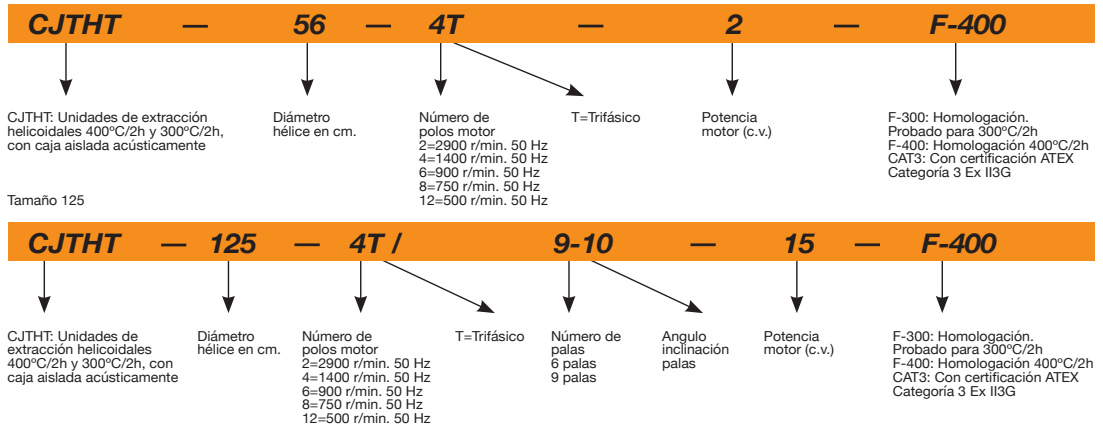 CJTHT — 56 — 4T — 2 — F-400
CJTHT: Unidades de extracción
helicoidales 400ºC/2h y 300ºC/2h,
con caja aislada acústicamente
Diámetro
hélice en cm.
Número de
polos motor
2=2900 r/min. 50 Hz
4=1400 r/min. 50 Hz
6=900 r/min. 50 Hz
8=750 r/min. 50 Hz
12=500 r/min. 50 Hz
T=Trifásico
Potencia
motor (c.v.)
F-300: Homologación.
Probado para 300ºC/2h
F-400: Homologación 400ºC/2h
CAT3: Con certificación ATEX
Categoría 3 Ex II3G
Tamaño 125
CJTHT — 125 — 4T / 9-10 — 15 — F-400
CJTHT: Unidades de
extracción helicoidales
400ºC/2h y 300ºC/2h, con
caja aislada acústicamente
Diámetro
hélice en cm.
Número de
polos motor
2=2900 r/min. 50 Hz
4=1400 r/min. 50 Hz
6=900 r/min. 50 Hz
8=750 r/min. 50 Hz
12=500 r/min. 50 Hz
T=Trifásico
Número de
palas
6 palas
9 palas
Angulo
inclinación
palas
Potencia
motor (c.v.)
F-300: Homologación.
Probado para 300ºC/2h
F-400: Homologación 400ºC/2h
CAT3: Con certificación ATEX
Categoría 3 Ex II3G